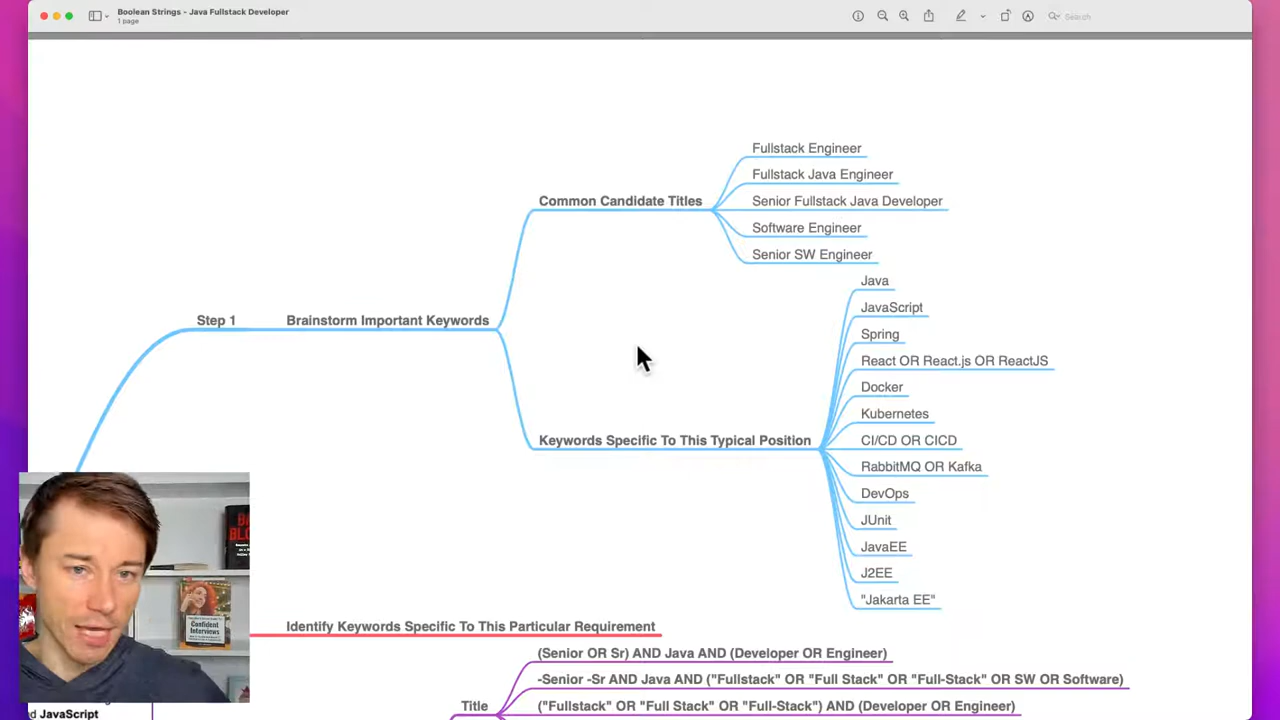 Boolean Strings - Java Fullstack Developer
1 page
Search
Fullstack Engineer
Common Candidate Titles
Fullstack Java Engineer
Senior Fullstack Java Developer
Software Engineer
Senior SW Engineer
Step 1
Brainstorm Important Keywords
Java
JavaScript
Spring
React OR React.js OR ReactJS
Docker
Kubernetes
Keywords Specific To This Typical Position
CI/CD OR CICD
RabbitMQ OR Kafka
DevOps
JUnit
JavaEE
J2EE
"Jakarta EE"
Identify Keywords Specific To This Particular Requirement
Title
(Senior OR Sr) AND Java AND (Developer OR Engineer)
-Senior -Sr AND Java AND ("Fullstack" OR "Full Stack" OR "Full-Stack" OR SW OR Software)
("Fullstack" OR "Full Stack" OR "Full-Stack") AND (Developer OR Engineer)
JavaScript
Confident
Interviews